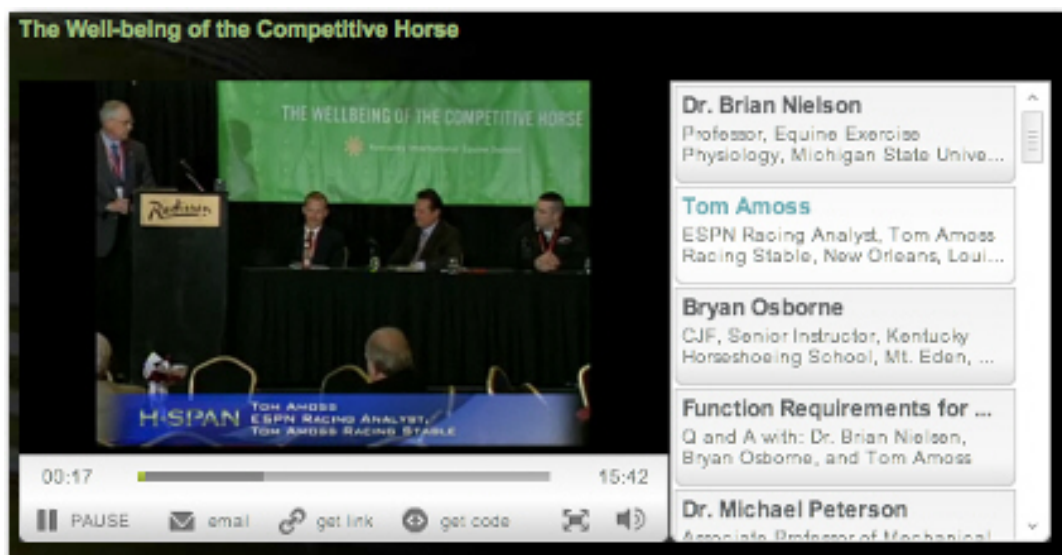 The Well-being of the Competitive Horse
THE WELLBEING OF THE COMPETITIVE HORSE
Radisson
H-SPAN
TOM AMOSS
ESPN RACING ANALYST,
TOM AMOSS RACING STABLE
00:17
15:42
PAUSE
email
get link
get code
Dr. Brian Nielson
Professor, Equine Exercise
Physiology, Michigan State Unive...
Tom Amoss
ESPN Racing Analyst, Tom Amoss
Racing Stable, New Orleans, Loui...
Bryan Osborne
CJF, Senior Instructor, Kentucky
Horseshoeing School, Mt. Eden, ...
Function Requirements for ...
Q and A with: Dr. Brian Nielson,
Bryan Osborne, and Tom Amoss
Dr. Michael Peterson
Associate Professor of Mechanical